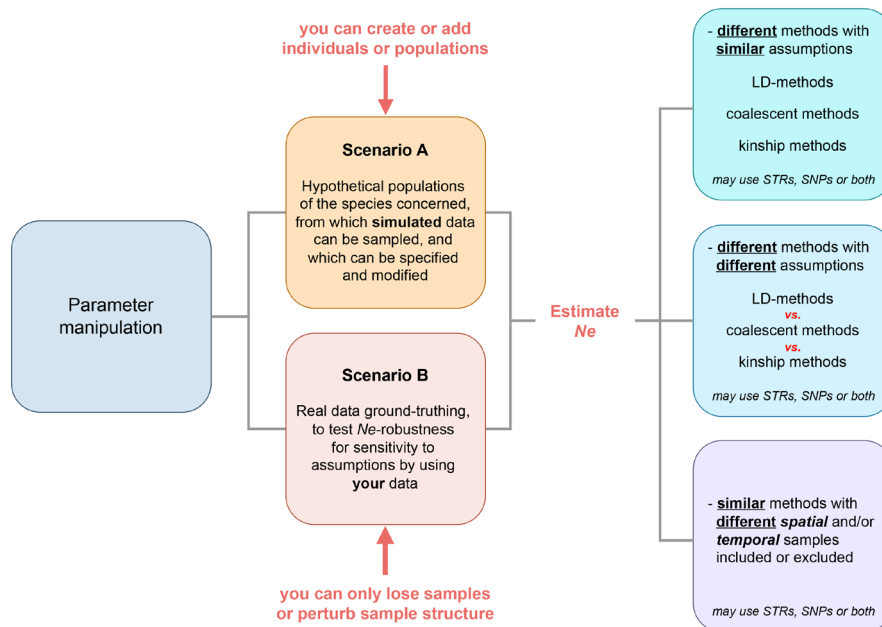 you can create or add
individuals or populations
Scenario A
Hypothetical populations
of the species concerned,
from which simulated data
can be sampled, and
which can be specified
and modified
Parameter
manipulation
Scenario B
Real data ground-truthing,
to test Ne-robustness
for sensitivity to
assumptions by using
your data
you can only lose samples
or perturb sample structure
Estimate
Ne
- different methods with
similar assumptions
LD-methods
coalescent methods
kinship methods
may use STRs, SNPs or both
- different methods with
different assumptions
LD-methods
vs.
coalescent methods
vs.
kinship methods
may use STRs, SNPs or both
- similar methods with
different spatial and/or
temporal samples
included or excluded
may use STRs, SNPs or both